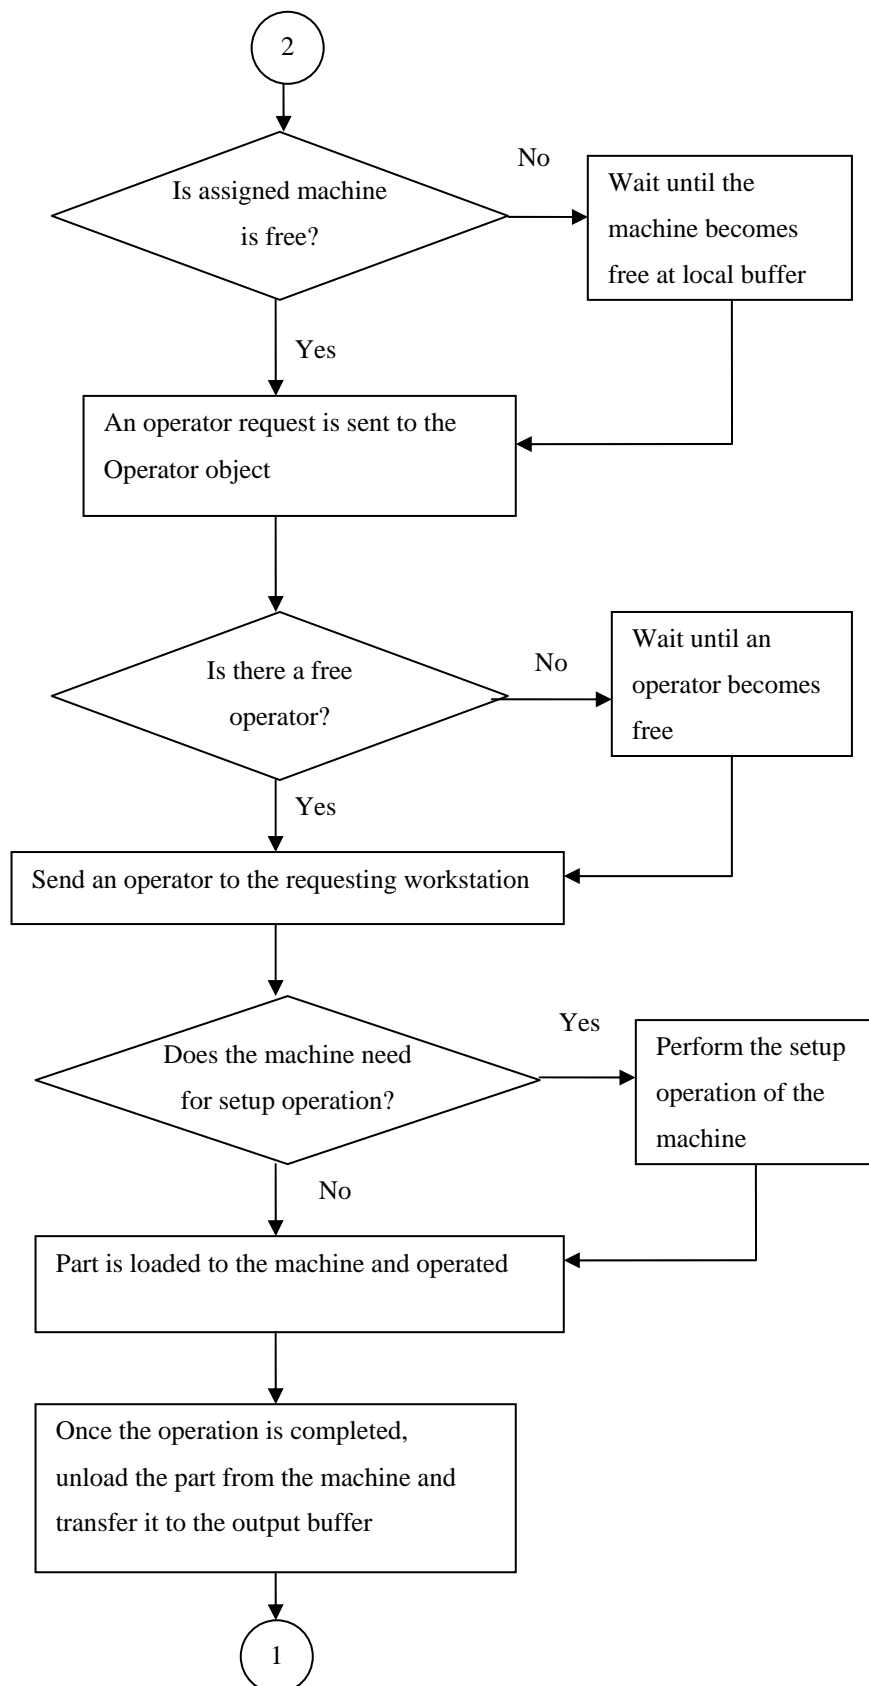 2
Is assigned machine
is free?
No
Wait until the
machine becomes
free at local buffer
Yes
An operator request is sent to the
Operator object
Is there a free
operator?
No
Wait until an
operator becomes
free
Yes
Send an operator to the requesting workstation
Does the machine need
for setup operation?
Yes
Perform the setup
operation of the
machine
No
Part is loaded to the machine and operated
Once the operation is completed,
unload the part from the machine and
transfer it to the output buffer
1